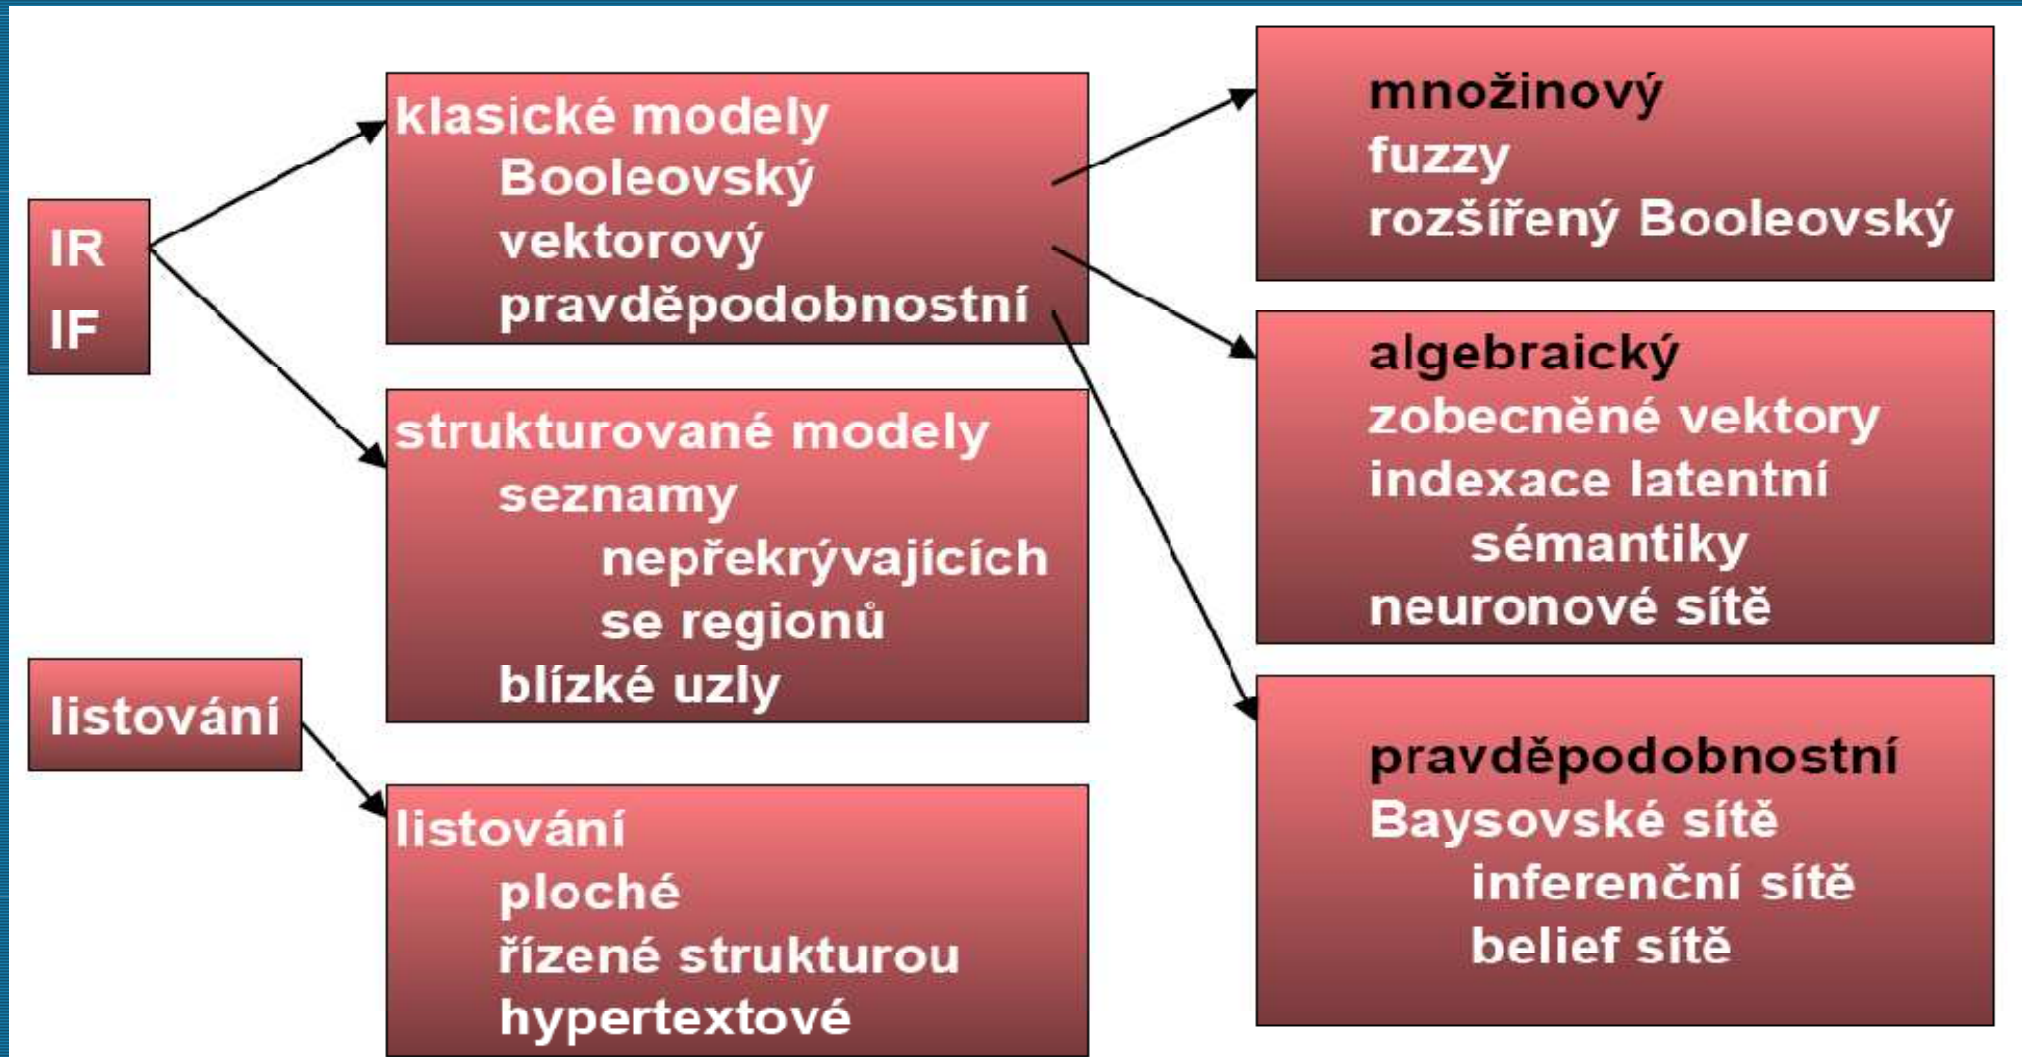 IR
IF
listování
klasické modely
Booleovský
vektorový
pravděpodobnostní
strukturované modely
seznamy
nepřekrývajících
se regionů
blízké uzly
listování
ploché
řízené strukturou
hypertextové
množinový
fuzzy
rozšířený Booleovský
algebraický
zobecněné vektory
indexace latentní
sémantiky
neuronové sítě
pravděpodobnostní
Baysovské sítě
inferenční sítě
belief sítě